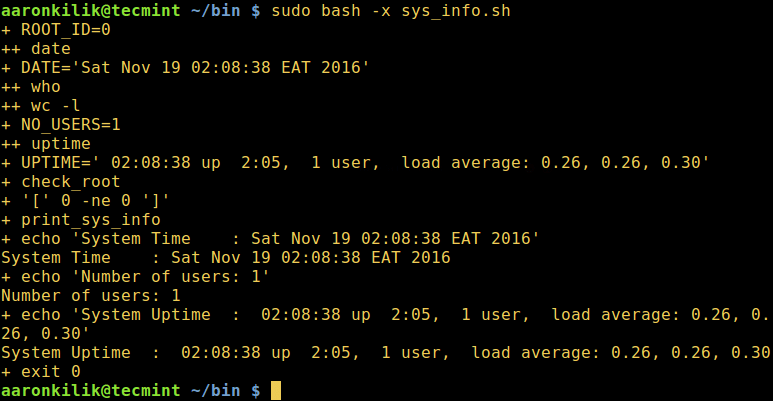 aaronkilik@tecmint ~/bin $ sudo bash -x sys_info.sh
+ ROOT_ID=0
++ date
+ DATE='Sat Nov 19 02:08:38 EAT 2016'
++ who
++ wc -l
+ NO_USERS=1
++ uptime
+ UPTIME=' 02:08:38 up  2:05,  1 user,  load average: 0.26, 0.26, 0.30'
+ check_root
+ '[' 0 -ne 0 ']'
+ print_sys_info
+ echo 'System Time    : Sat Nov 19 02:08:38 EAT 2016'
System Time    : Sat Nov 19 02:08:38 EAT 2016
+ echo 'Number of users: 1'
Number of users: 1
+ echo 'System Uptime  :  02:08:38 up  2:05,  1 user,  load average: 0.26, 0.
26, 0.30'
System Uptime  :  02:08:38 up  2:05,  1 user,  load average: 0.26, 0.26, 0.30
+ exit 0
aaronkilik@tecmint ~/bin $